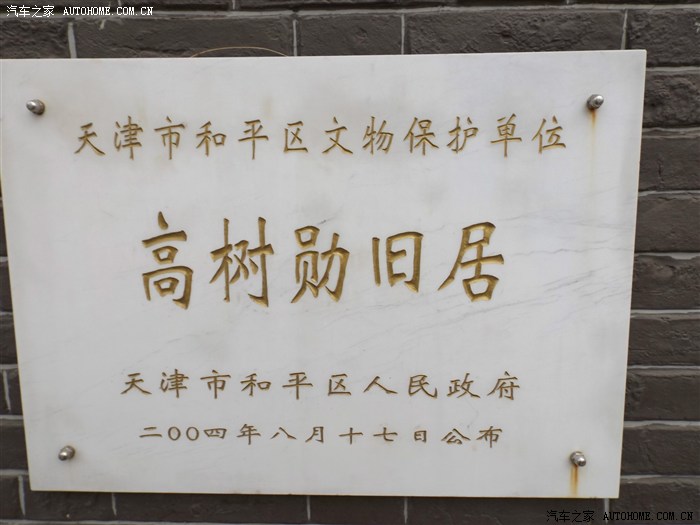 汽车之家 AUTOHOME.COM.CN
天津市和平区文物保护单位
高树勋旧居
天津市和平区人民政府
二〇〇四年八月十七日公布
汽车之家 AUTOHOME.COM.CN